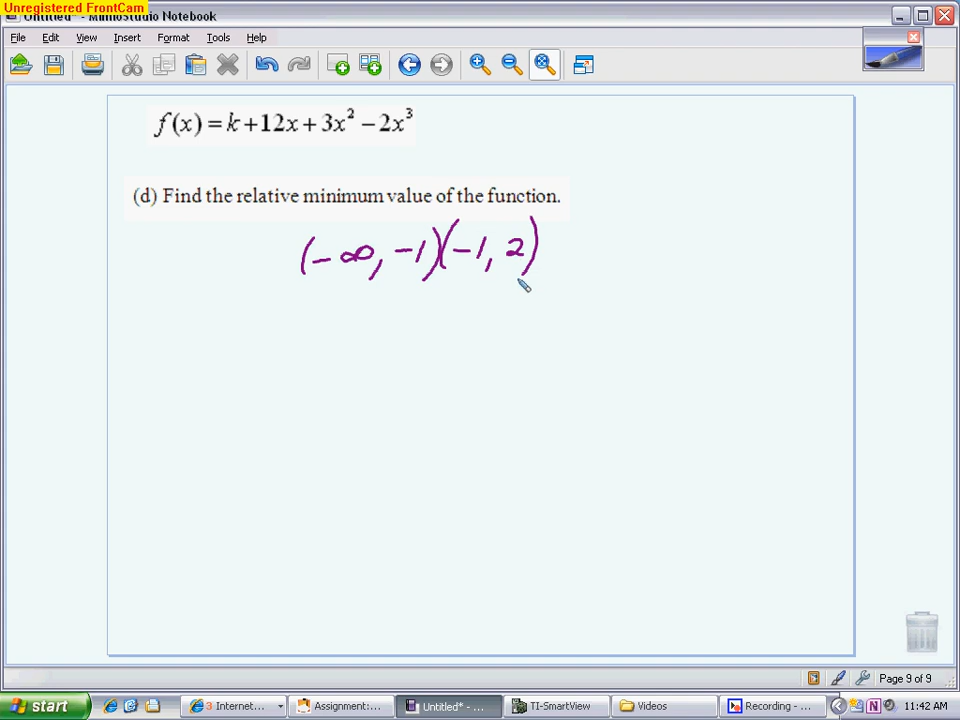 Unregistered FrontCam
Untitled* - MimioStudio Notebook
File Edit View Insert Format Tools Help
f(x) = k+12x+3x² −2x³
(d) Find the relative minimum value of the function.
(-∞, -1)(-1, 2)
Page 9 of 9
start 3 Internet... Assignment:... Untitled* - ... TI-SmartView Videos Recording - ... 11:42 AM